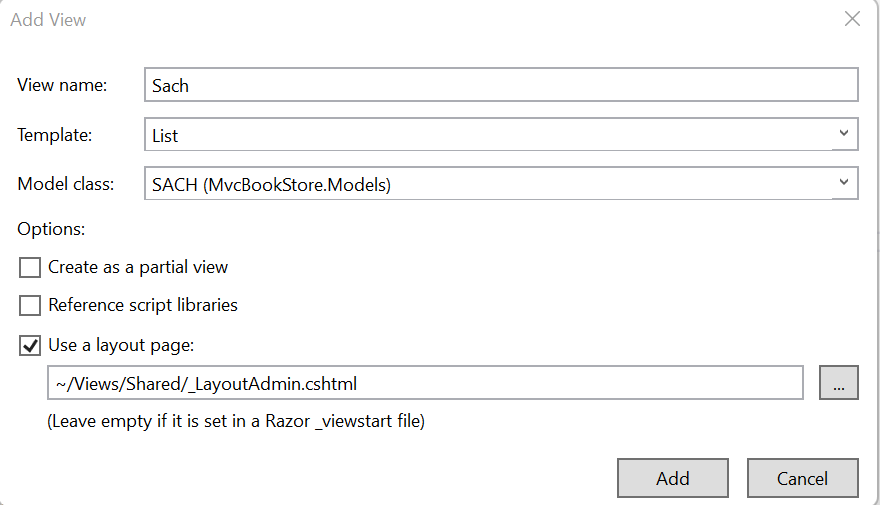 Add View
View name: Sach
Template: List
Model class: SACH (MvcBookStore.Models)
Options:
Create as a partial view
Reference script libraries
Use a layout page:
~/Views/Shared/_LayoutAdmin.cshtml ...
(Leave empty if it is set in a Razor _viewstart file)
Add Cancel